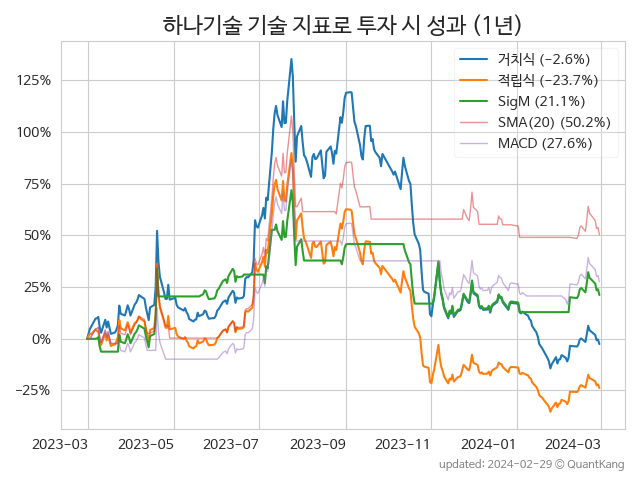 하나기술 기술 지표로 투자 시 성과 (1년)
거치식 (−2.6%)
적립식 (−23.7%)
SigM (21.1%)
SMA(20) (50.2%)
MACD (27.6%)
125%
100%
75%
50%
25%
0%
−25%
2023-03 2023-05 2023-07 2023-09 2023-11 2024-01 2024-03
updated: 2024-02-29 © QuantKang